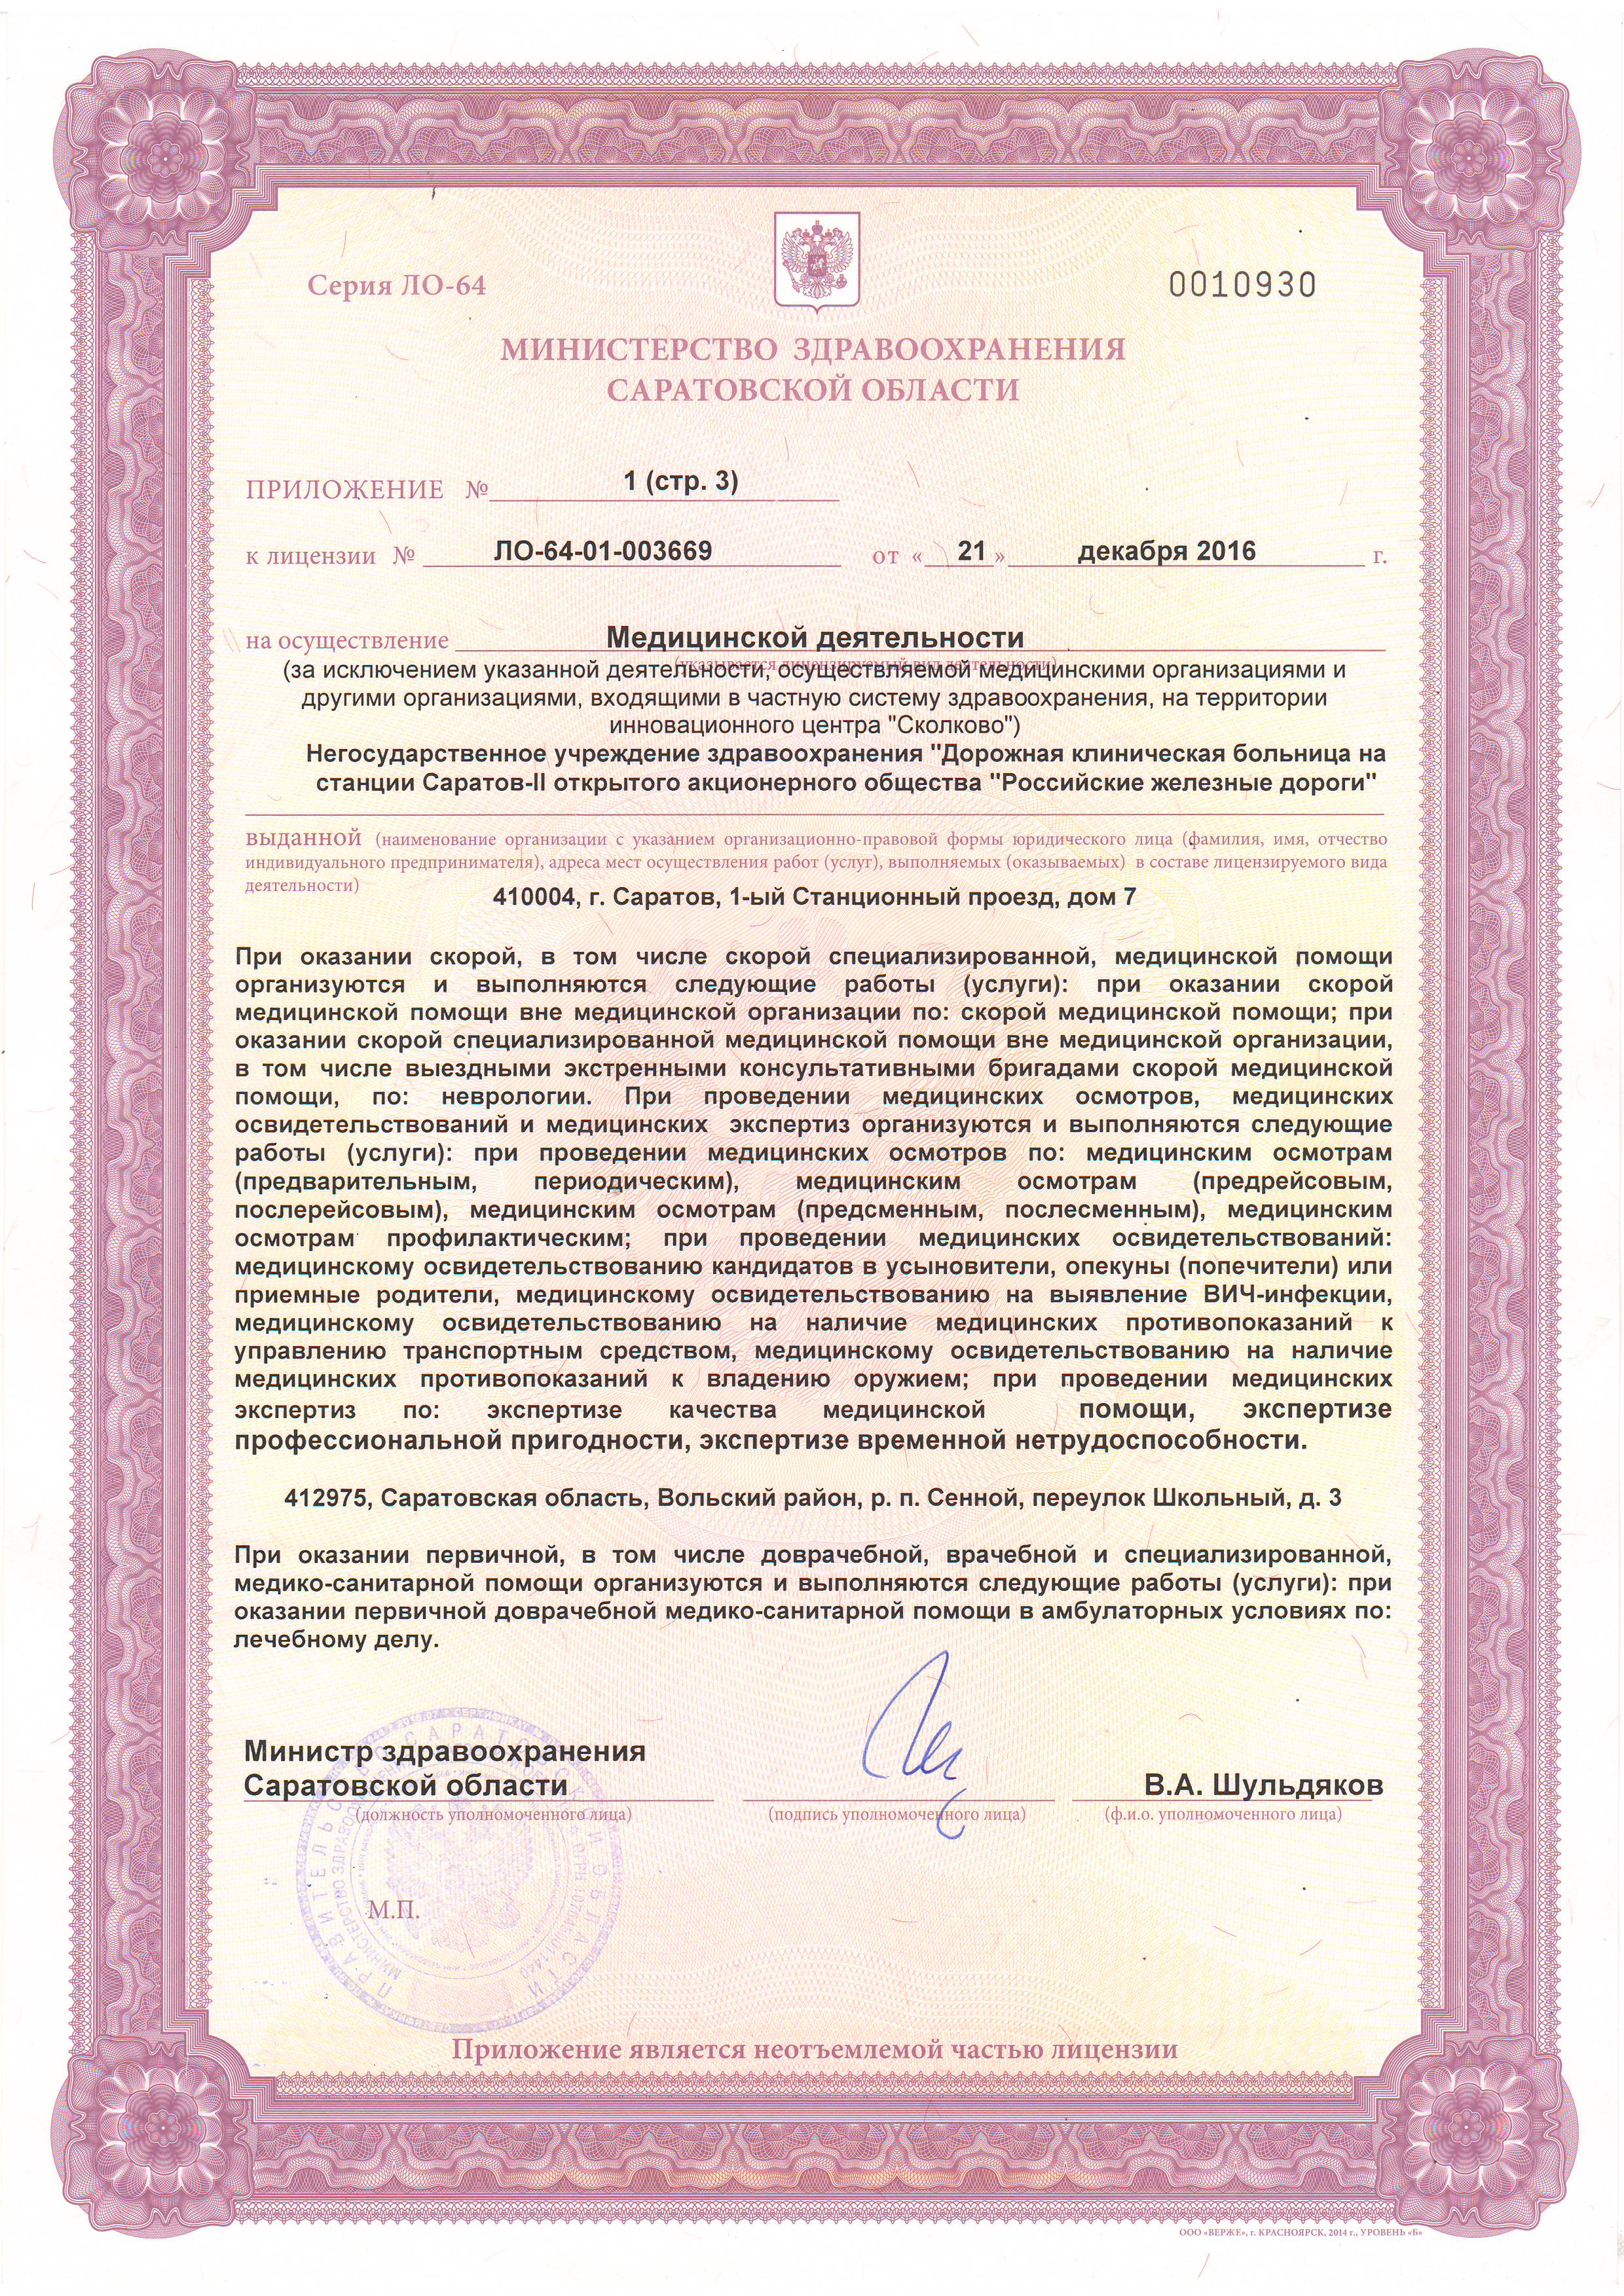 Серия ЛО-64
0010930
МИНИСТЕРСТВО ЗДРАВООХРАНЕНИЯ
САРАТОВСКОЙ ОБЛАСТИ
ПРИЛОЖЕНИЕ № 1 (стр. 3)
к лицензии № ЛО-64-01-003669 от « 21 » декабря 2016 г.
на осуществление Медицинской деятельности
(указывается лицензируемый вид деятельности)
(за исключением указанной деятельности, осуществляемой медицинскими организациями и
другими организациями, входящими в частную систему здравоохранения, на территории
инновационного центра "Сколково")
Негосударственное учреждение здравоохранения "Дорожная клиническая больница на
станции Саратов-II открытого акционерного общества "Российские железные дороги"
выданной (наименование организации с указанием организационно-правовой формы юридического лица (фамилия, имя, отчество
индивидуального предпринимателя), адреса мест осуществления работ (услуг), выполняемых (оказываемых) в составе лицензируемого вида
деятельности)
410004, г. Саратов, 1-ый Станционный проезд, дом 7
При оказании скорой, в том числе скорой специализированной, медицинской помощи
организуются и выполняются следующие работы (услуги): при оказании скорой
медицинской помощи вне медицинской организации по: скорой медицинской помощи; при
оказании скорой специализированной медицинской помощи вне медицинской организации,
в том числе выездными экстренными консультативными бригадами скорой медицинской
помощи, по: неврологии. При проведении медицинских осмотров, медицинских
освидетельствований и медицинских экспертиз организуются и выполняются следующие
работы (услуги): при проведении медицинских осмотров по: медицинским осмотрам
(предварительным, периодическим), медицинским осмотрам (предрейсовым,
послерейсовым), медицинским осмотрам (предсменным, послесменным), медицинским
осмотрам профилактическим; при проведении медицинских освидетельствований:
медицинскому освидетельствованию кандидатов в усыновители, опекуны (попечители) или
приемные родители, медицинскому освидетельствованию на выявление ВИЧ-инфекции,
медицинскому освидетельствованию на наличие медицинских противопоказаний к
управлению транспортным средством, медицинскому освидетельствованию на наличие
медицинских противопоказаний к владению оружием; при проведении медицинских
экспертиз по: экспертизе качества медицинской помощи, экспертизе
профессиональной пригодности, экспертизе временной нетрудоспособности.
412975, Саратовская область, Вольский район, р. п. Сенной, переулок Школьный, д. 3
При оказании первичной, в том числе доврачебной, врачебной и специализированной,
медико-санитарной помощи организуются и выполняются следующие работы (услуги): при
оказании первичной доврачебной медико-санитарной помощи в амбулаторных условиях по:
лечебному делу.
Министр здравоохранения
Саратовской области
В.А. Шульдяков
(должность уполномоченного лица)
(подпись уполномоченного лица)
(ф.и.о. уполномоченного лица)
ПРАВИТЕЛЬСТВО САРАТОВСКОЙ ОБЛАСТИ
МИНИСТЕРСТВО ЗДРАВООХРАНЕНИЯ
М.П.
Приложение является неотъемлемой частью лицензии
ООО «ВЕРЖЕ», г. КРАСНОЯРСК, 2014 г., УРОВЕНЬ «Б»